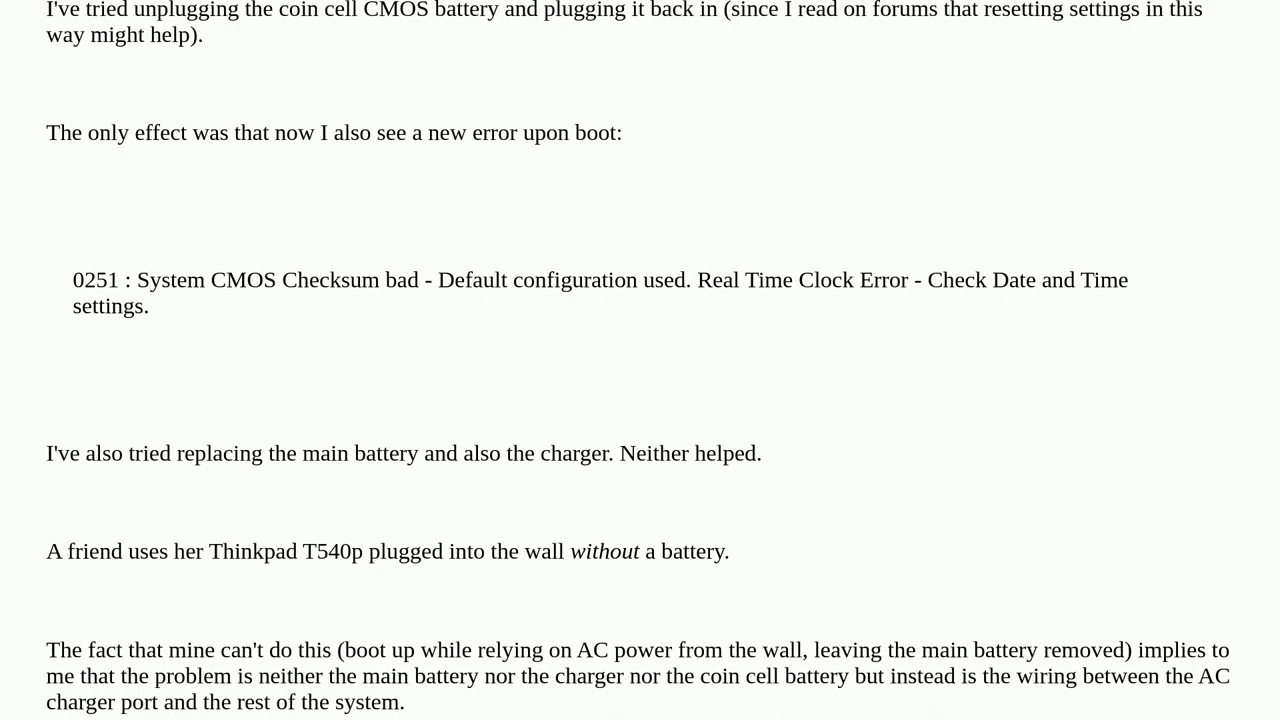 I've tried unplugging the coin cell CMOS battery and plugging it back in (since I read on forums that resetting settings in this
way might help).
The only effect was that now I also see a new error upon boot:
0251 : System CMOS Checksum bad - Default configuration used. Real Time Clock Error - Check Date and Time
settings.
I've also tried replacing the main battery and also the charger. Neither helped.
A friend uses her Thinkpad T540p plugged into the wall without a battery.
The fact that mine can't do this (boot up while relying on AC power from the wall, leaving the main battery removed) implies to
me that the problem is neither the main battery nor the charger nor the coin cell battery but instead is the wiring between the AC
charger port and the rest of the system.